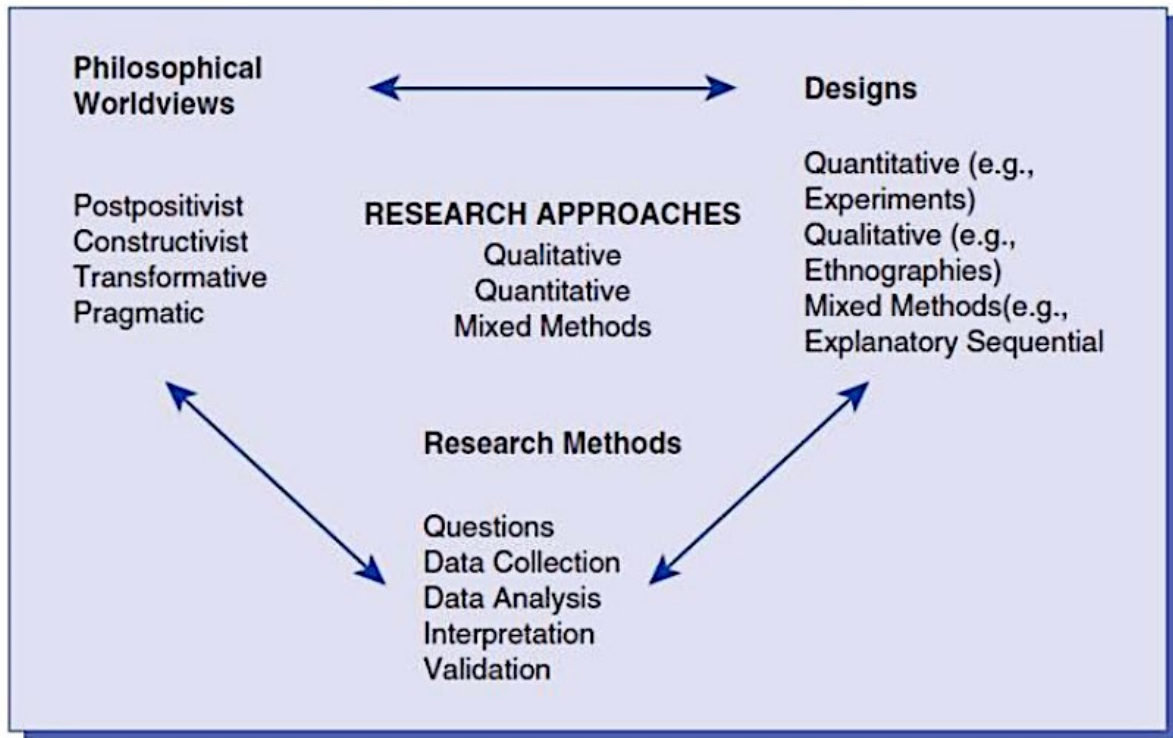 Philosophical
Worldviews
Postpositivist
Constructivist
Transformative
Pragmatic
RESEARCH APPROACHES
Qualitative
Quantitative
Mixed Methods
Designs
Quantitative (e.g.,
Experiments)
Qualitative (e.g.,
Ethnographies)
Mixed Methods(e.g.,
Explanatory Sequential
Research Methods
Questions
Data Collection
Data Analysis
Interpretation
Validation